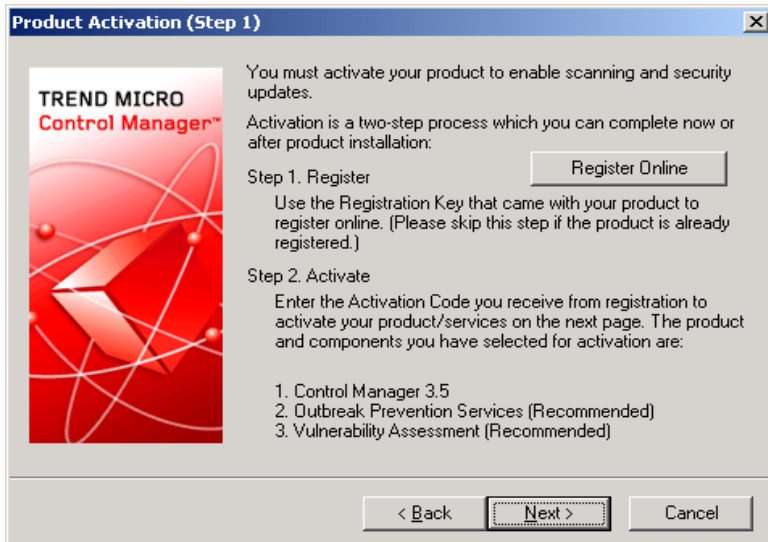 Product Activation (Step 1)
TREND MICRO
Control Manager™
You must activate your product to enable scanning and security
updates.
Activation is a two-step process which you can complete now or
after product installation:
Step 1. Register
Register Online
Use the Registration Key that came with your product to
register online. (Please skip this step if the product is already
registered.)
Step 2. Activate
Enter the Activation Code you receive from registration to
activate your product/services on the next page. The product
and components you have selected for activation are:
1. Control Manager 3.5
2. Outbreak Prevention Services (Recommended)
3. Vulnerability Assessment (Recommended)
< Back
Next >
Cancel